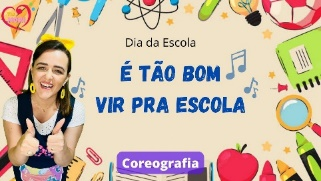 Dia da Escola
É TÃO BOM
VIR PRA ESCOLA
Coreografia